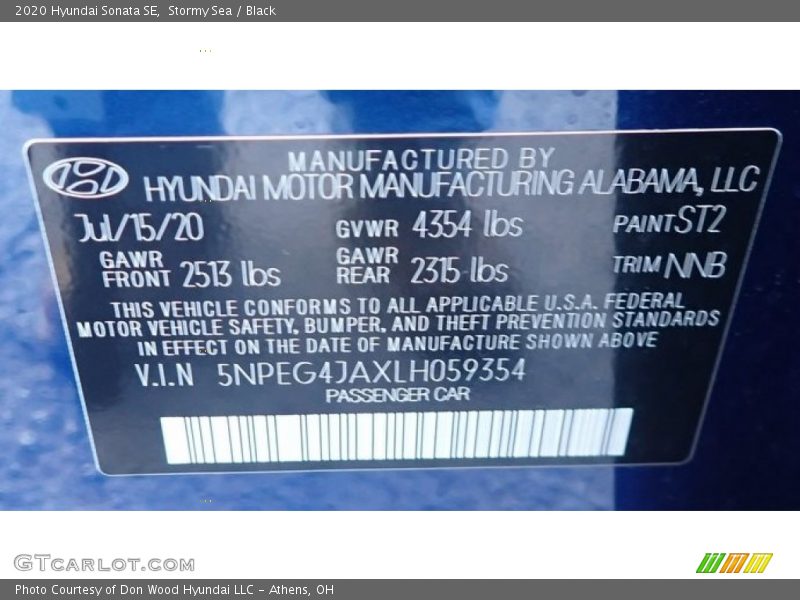 2020 Hyundai Sonata SE, Stormy Sea / Black
MANUFACTURED BY
HYUNDAI MOTOR MANUFACTURING ALABAMA, LLC
Jul/15/20 GVWR 4354 lbs PAINT ST2
GAWR FRONT 2513 lbs GAWR REAR 2315 lbs TRIM NNB
THIS VEHICLE CONFORMS TO ALL APPLICABLE U.S.A. FEDERAL
MOTOR VEHICLE SAFETY, BUMPER, AND THEFT PREVENTION STANDARDS
IN EFFECT ON THE DATE OF MANUFACTURE SHOWN ABOVE
V.I.N 5NPEG4JAXLH059354
PASSENGER CAR
GTCARLOT.COM
Photo Courtesy of Don Wood Hyundai LLC - Athens, OH